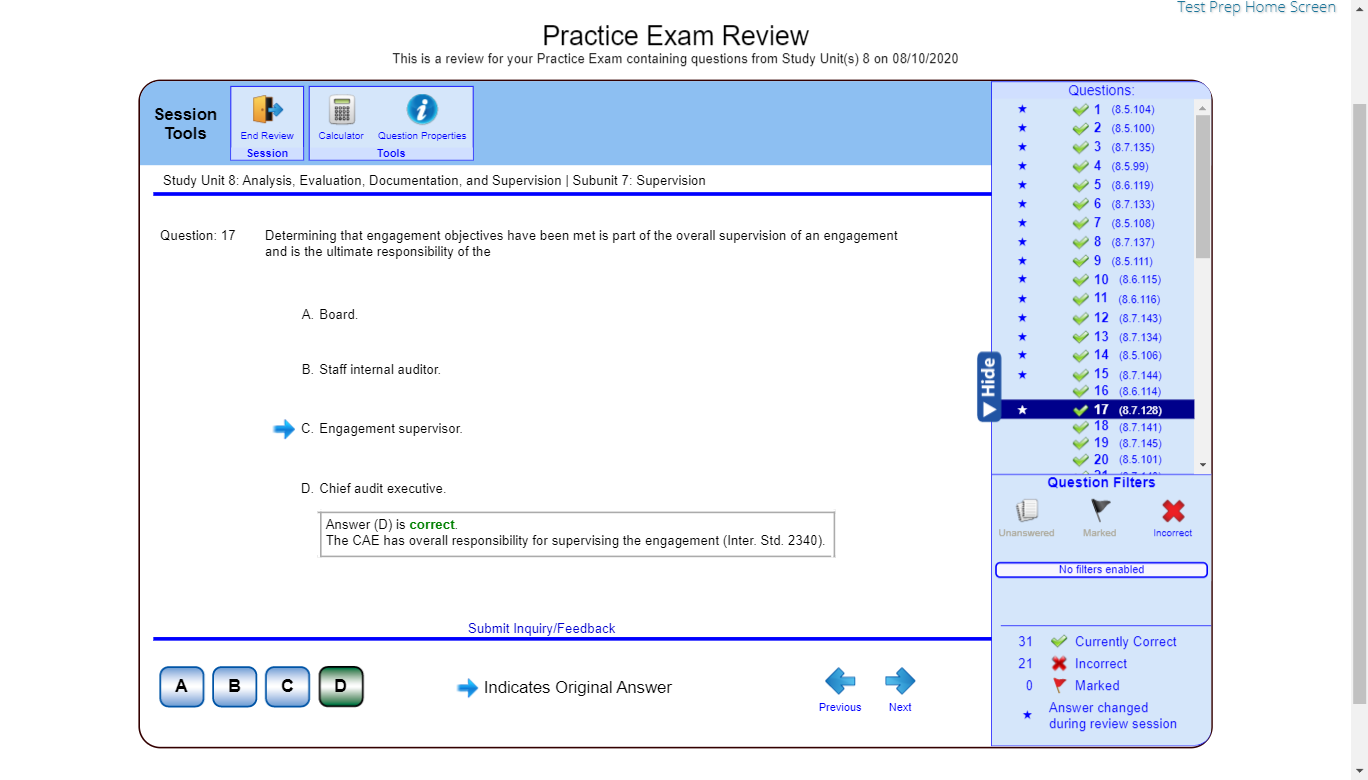 Test Prep Home Screen
Practice Exam Review
This is a review for your Practice Exam containing questions from Study Unit(s) 8 on 08/10/2020
Session
Tools
End Review
Session
Calculator
Question Properties
Tools
Study Unit 8: Analysis, Evaluation, Documentation, and Supervision | Subunit 7: Supervision
Question: 17
Determining that engagement objectives have been met is part of the overall supervision of an engagement
and is the ultimate responsibility of the
A. Board.
B. Staff internal auditor.
C. Engagement supervisor.
D. Chief audit executive.
Answer (D) is correct.
The CAE has overall responsibility for supervising the engagement (Inter. Std. 2340).
Submit Inquiry/Feedback
A
B
C
D
Indicates Original Answer
Previous
Next
Hide
Questions:
1 (8.5.104)
2 (8.5.100)
3 (8.7.135)
4 (8.5.99)
5 (8.6.119)
6 (8.7.133)
7 (8.5.108)
8 (8.7.137)
9 (8.5.111)
10 (8.6.115)
11 (8.6.116)
12 (8.7.143)
13 (8.7.134)
14 (8.5.106)
15 (8.7.144)
16 (8.6.114)
17 (8.7.128)
18 (8.7.141)
19 (8.7.145)
20 (8.5.101)
Question Filters
Unanswered
Marked
Incorrect
No filters enabled
31 Currently Correct
21 Incorrect
0 Marked
Answer changed
during review session